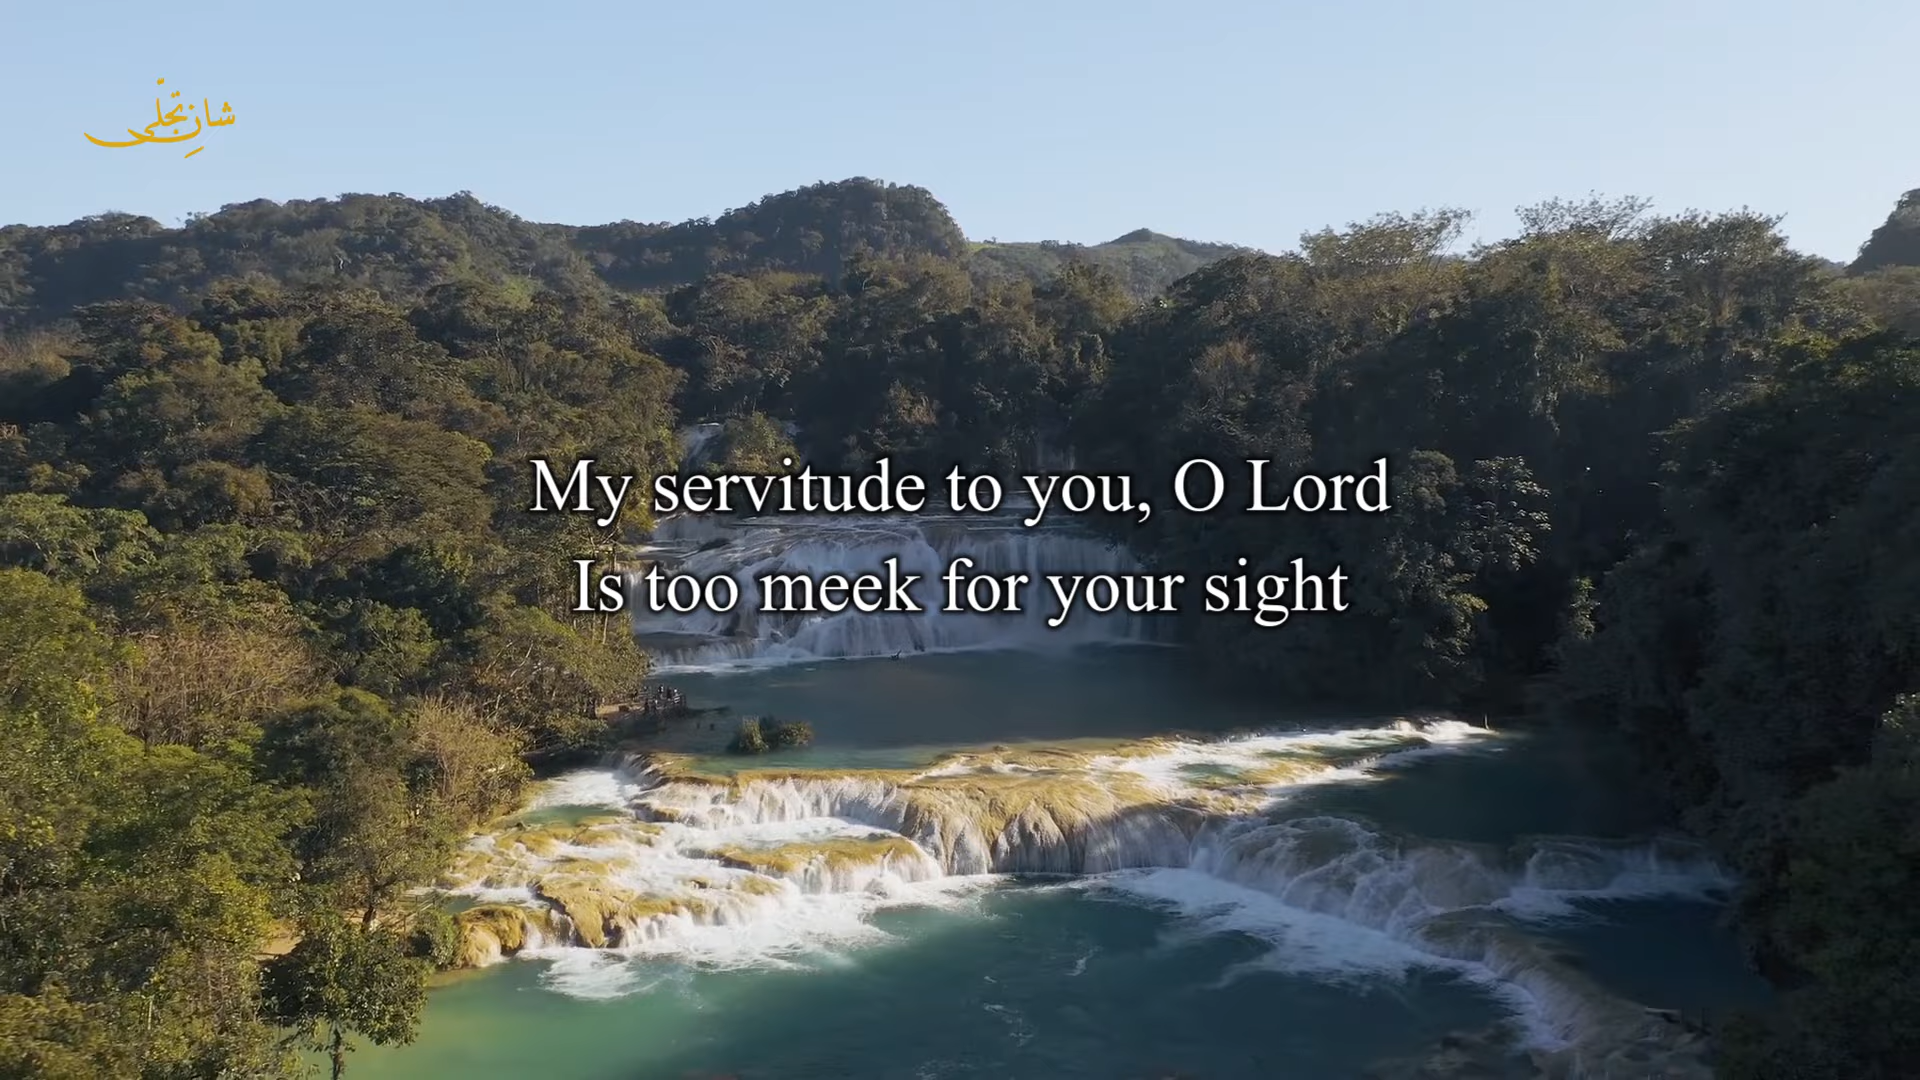 شانِ تجلّی
My servitude to you, O Lord
Is too meek for your sight